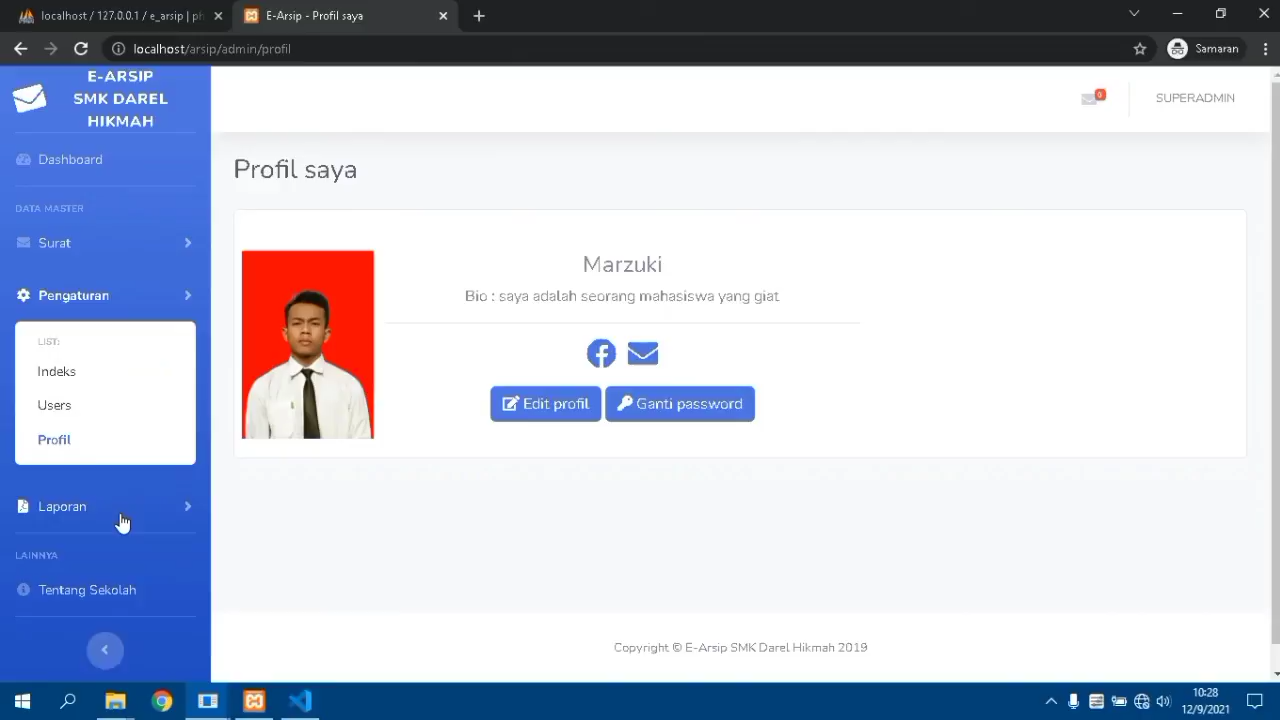 localhost / 127.0.0.1 / e_arsip | ph
E-Arsip - Profil saya
localhost/arsip/admin/profil
Samaran
E-ARSIP
SMK DAREL
HIKMAH
0
SUPERADMIN
Dashboard
DATA MASTER
Surat
Pengaturan
LIST:
Indeks
Users
Profil
Laporan
LAINNYA
Tentang Sekolah
Profil saya
Marzuki
Bio : saya adalah seorang mahasiswa yang giat
Edit profil
Ganti password
Copyright © E-Arsip SMK Darel Hikmah 2019
10:28
12/9/2021